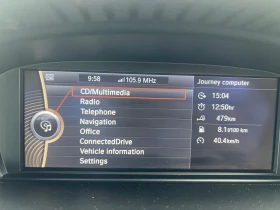 9:58 105.9 MHz
CD/Multimedia
Radio
Telephone
Navigation
Office
ConnectedDrive
Vehicle information
Settings
Journey computer
15:04
12:50hr
479km
8.1 l/100 km
40.4km/h